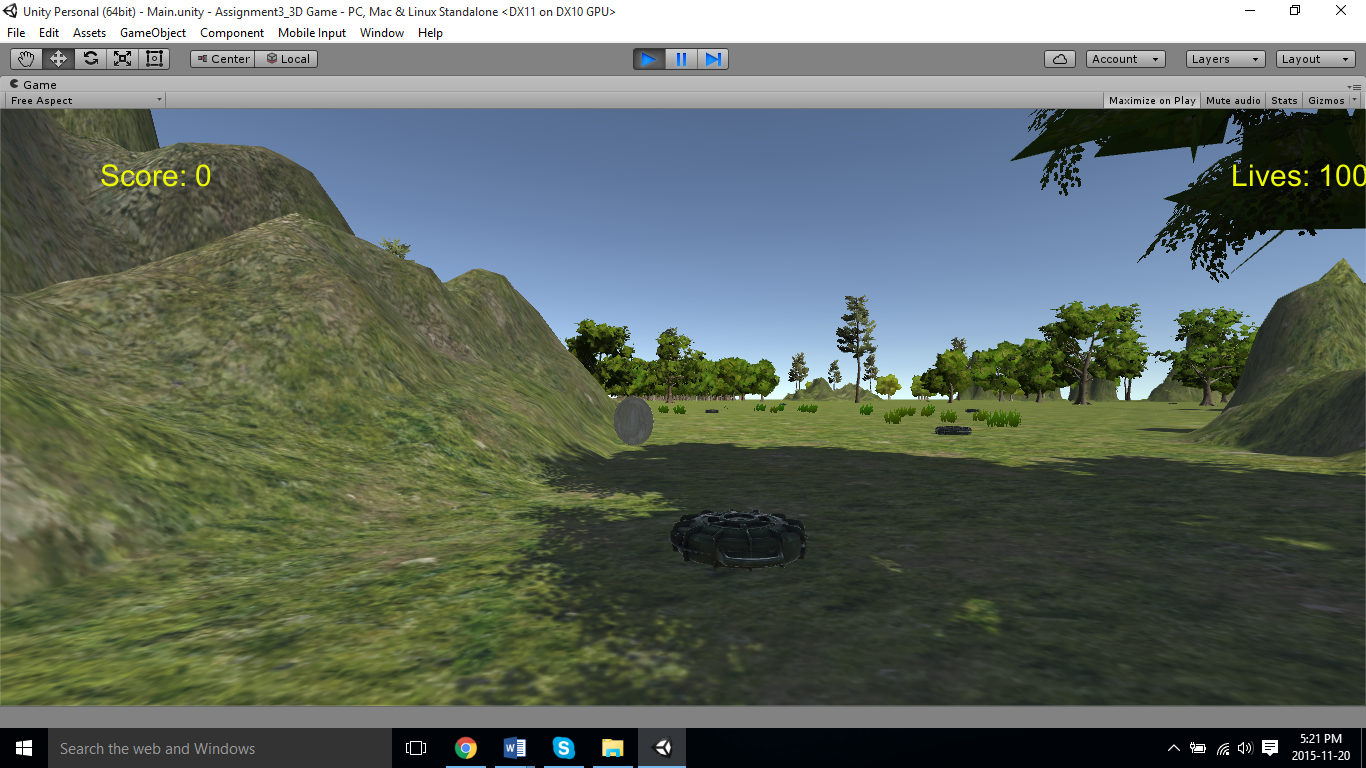 Unity Personal (64bit) - Main.unity - Assignment3_3D Game - PC, Mac & Linux Standalone <DX11 on DX10 GPU>
File Edit Assets GameObject Component Mobile Input Window Help
Center Local Account Layers Layout
Game
Free Aspect Maximize on Play Mute audio Stats Gizmos
Score: 0 Lives: 100
Search the web and Windows
5:21 PM
2015-11-20